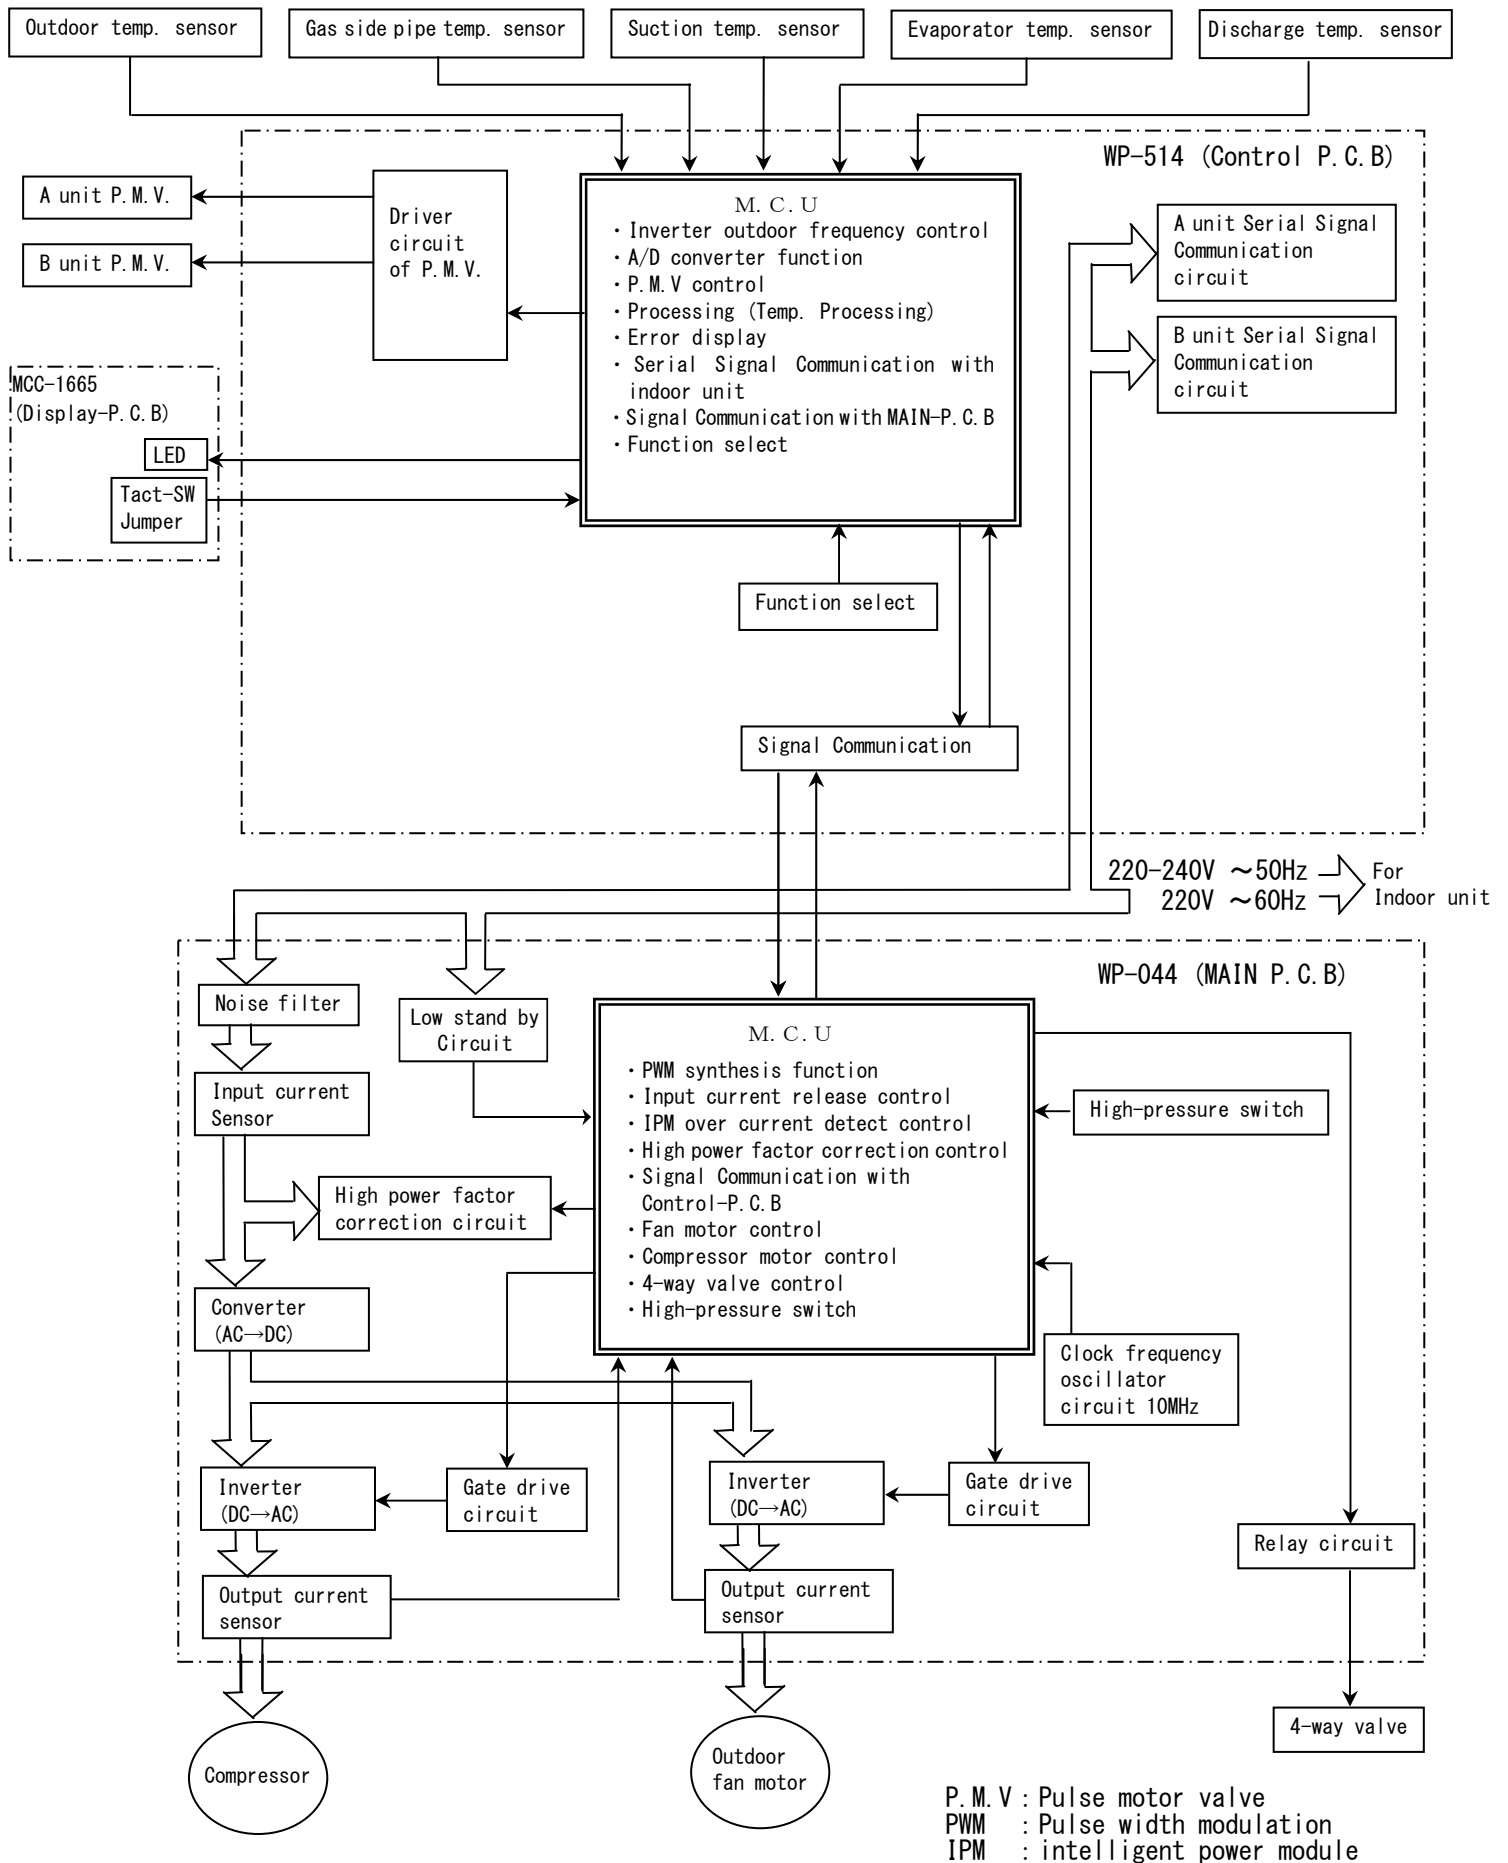 Outdoor temp. sensor
Gas side pipe temp. sensor
Suction temp. sensor
Evaporator temp. sensor
Discharge temp. sensor
WP-514 (Control P.C.B)
A unit P.M.V.
B unit P.M.V.
Driver
circuit
of P.M.V.
M.C.U
・Inverter outdoor frequency control
・A/D converter function
・P.M.V control
・Processing (Temp. Processing)
・Error display
・Serial Signal Communication with
indoor unit
・Signal Communication with MAIN-P.C.B
・Function select
A unit Serial Signal
Communication
circuit
B unit Serial Signal
Communication
circuit
MCC-1665
(Display-P.C.B)
LED
Tact-SW
Jumper
Function select
Signal Communication
220-240V ～50Hz
220V ～60Hz
For
Indoor unit
WP-044 (MAIN P.C.B)
Noise filter
Low stand by
Circuit
Input current
Sensor
M.C.U
・PWM synthesis function
・Input current release control
・IPM over current detect control
・High power factor correction control
・Signal Communication with
Control-P.C.B
・Fan motor control
・Compressor motor control
・4-way valve control
・High-pressure switch
High-pressure switch
High power factor
correction circuit
Converter
(AC→DC)
Clock frequency
oscillator
circuit 10MHz
Inverter
(DC→AC)
Gate drive
circuit
Inverter
(DC→AC)
Gate drive
circuit
Relay circuit
Output current
sensor
Output current
sensor
4-way valve
Compressor
Outdoor
fan motor
P.M.V : Pulse motor valve
PWM : Pulse width modulation
IPM : intelligent power module